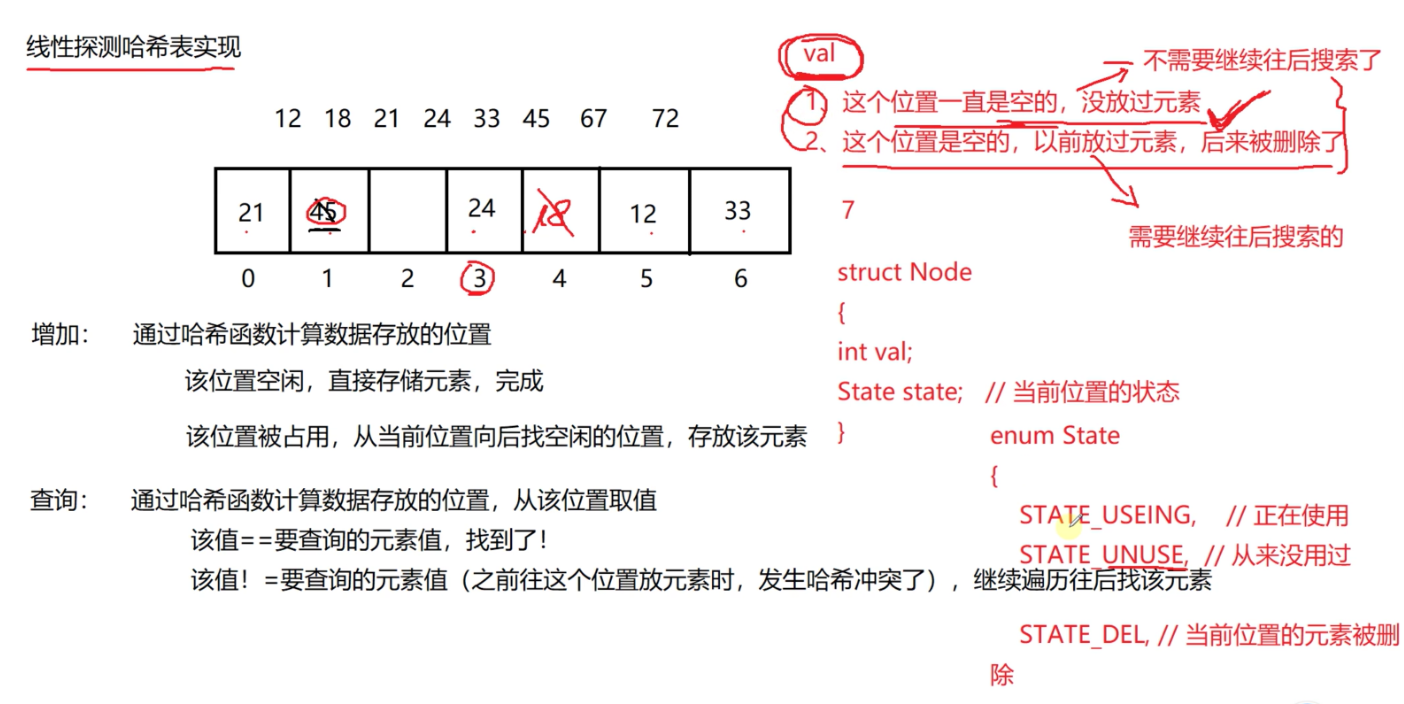 线性探测哈希表实现
val
不需要继续往后搜索了
1、这个位置一直是空的，没放过元素
2、这个位置是空的，以前放过元素，后来被删除了
需要继续往后搜索的
12 18 21 24 33 45 67 72
21 45 24 18 12 33
0 1 2 3 4 5 6
7
struct Node
{
int val;
State state; // 当前位置的状态
}
增加： 通过哈希函数计算数据存放的位置
该位置空闲，直接存储元素，完成
该位置被占用，从当前位置向后找空闲的位置，存放该元素
查询： 通过哈希函数计算数据存放的位置，从该位置取值
该值==要查询的元素值，找到了！
该值！=要查询的元素值（之前往这个位置放元素时，发生哈希冲突了），继续遍历往后找该元素
enum State
{
STATE_USEING, // 正在使用
STATE_UNUSE, // 从来没用过
STATE_DEL, // 当前位置的元素被删
除